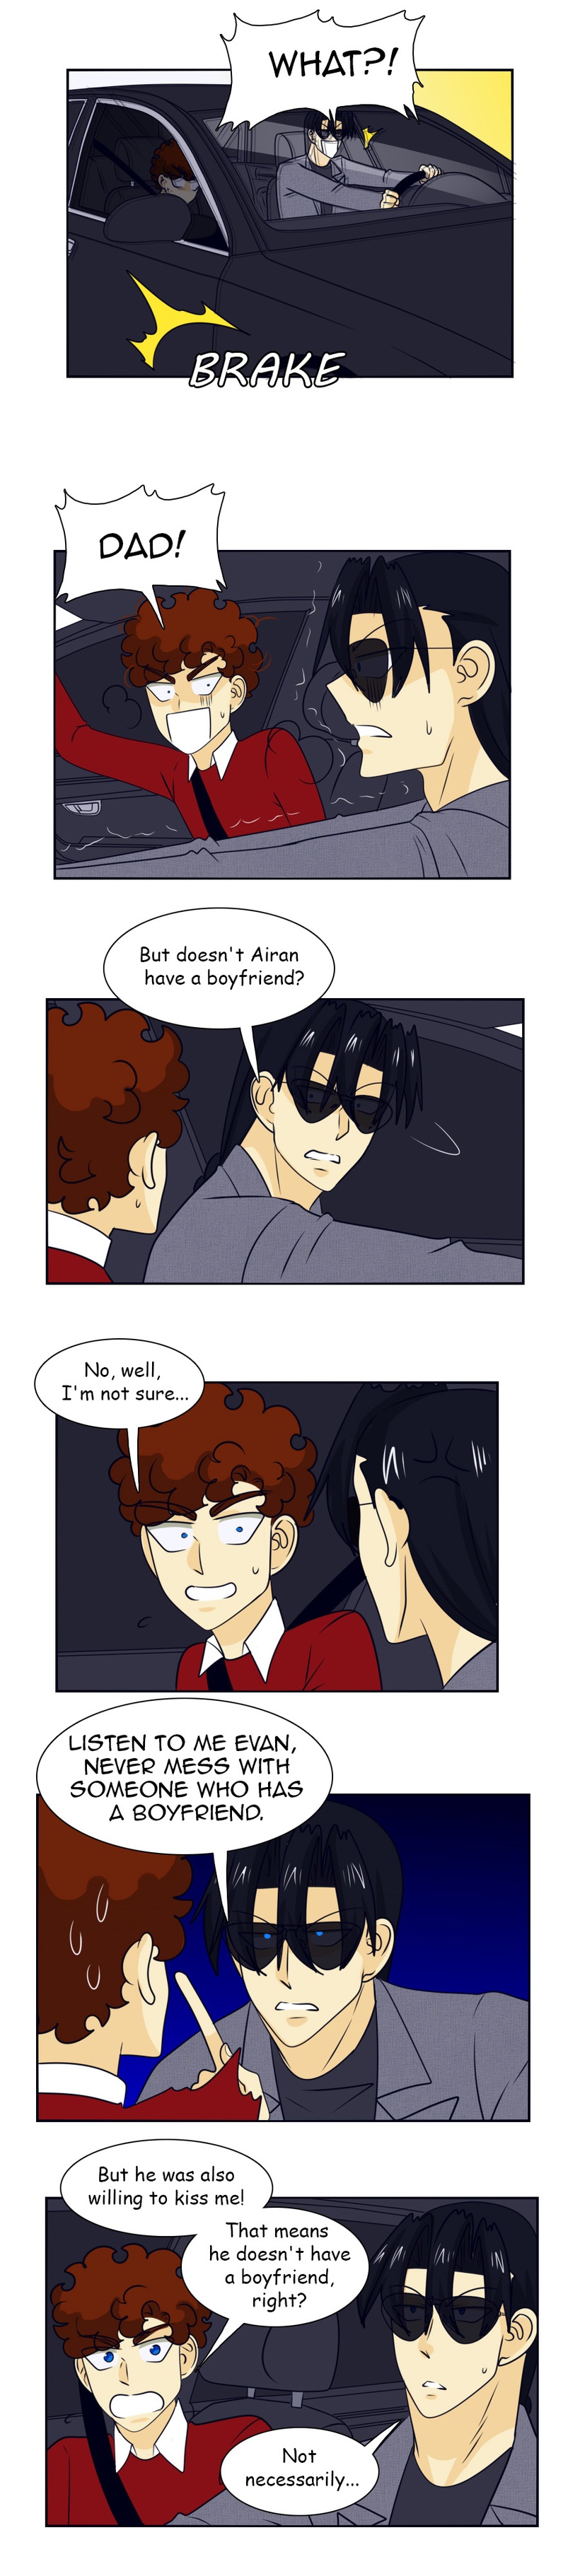 WHAT?!
BRAKE
DAD!
But doesn't Airan
have a boyfriend?
No, well,
I'm not sure...
LISTEN TO ME EVAN,
NEVER MESS WITH
SOMEONE WHO HAS
A BOYFRIEND.
But he was also
willing to kiss me!
That means
he doesn't have
a boyfriend,
right?
Not
necessarily...